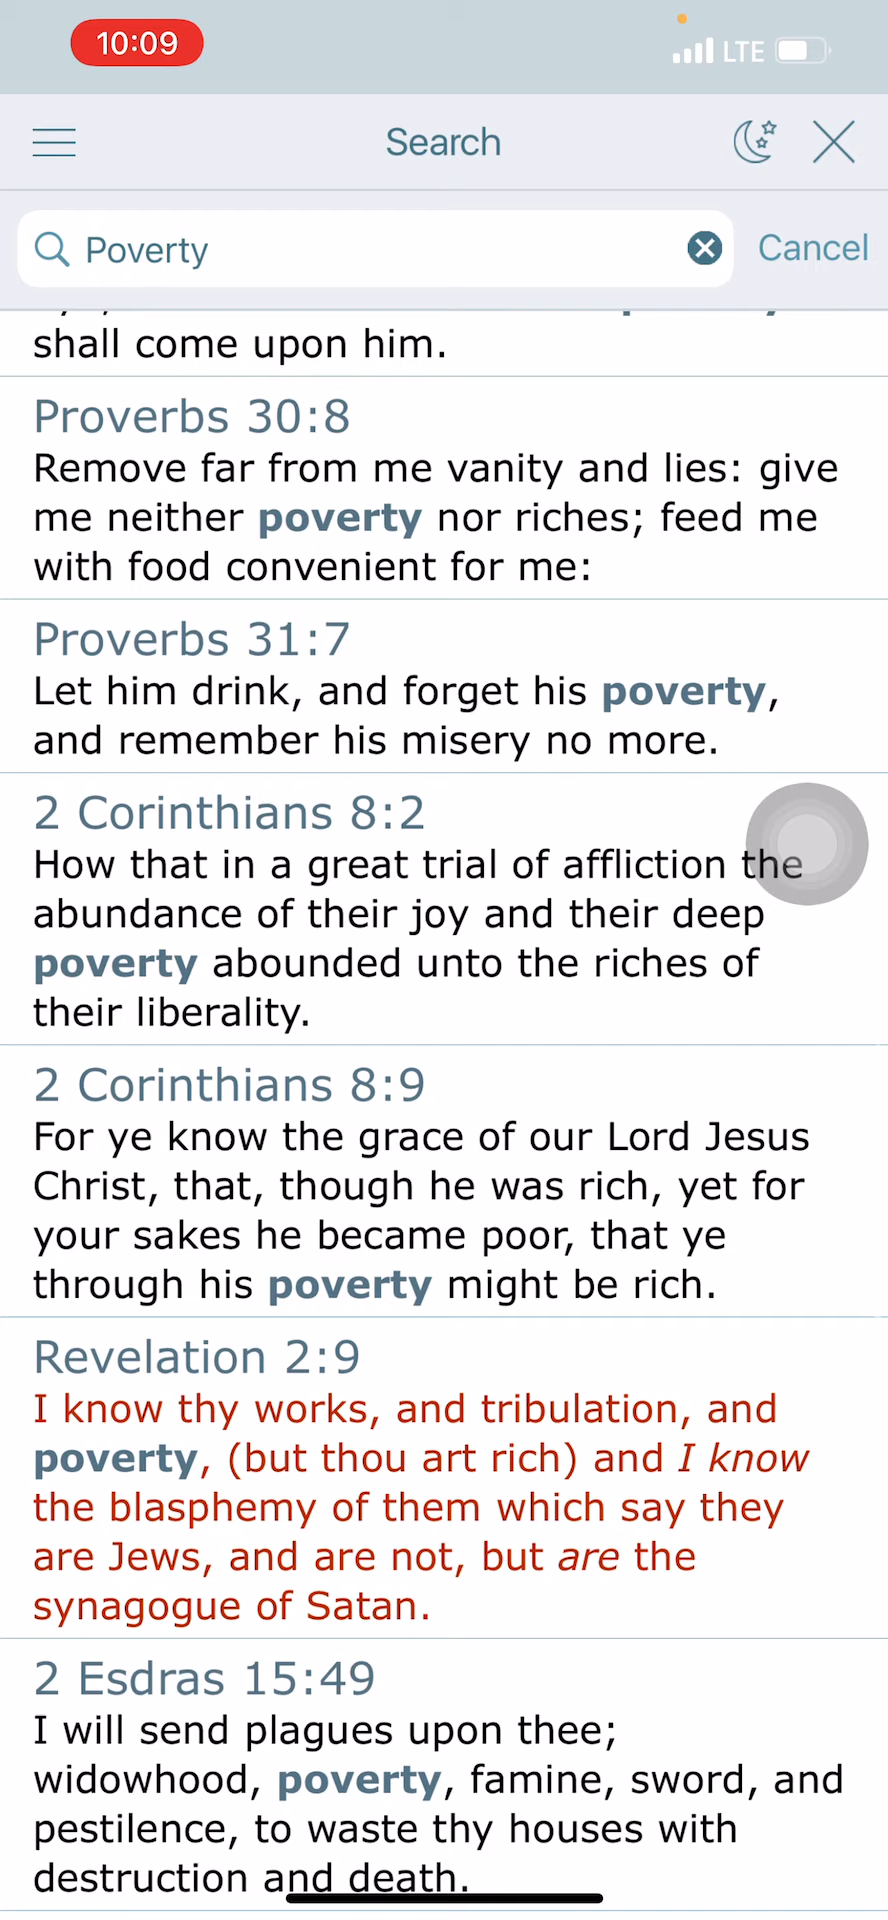 10:09
LTE
Search
Poverty
Cancel
shall come upon him.
Proverbs 30:8
Remove far from me vanity and lies: give
me neither poverty nor riches; feed me
with food convenient for me:
Proverbs 31:7
Let him drink, and forget his poverty,
and remember his misery no more.
2 Corinthians 8:2
How that in a great trial of affliction the
abundance of their joy and their deep
poverty abounded unto the riches of
their liberality.
2 Corinthians 8:9
For ye know the grace of our Lord Jesus
Christ, that, though he was rich, yet for
your sakes he became poor, that ye
through his poverty might be rich.
Revelation 2:9
I know thy works, and tribulation, and
poverty, (but thou art rich) and I know
the blasphemy of them which say they
are Jews, and are not, but are the
synagogue of Satan.
2 Esdras 15:49
I will send plagues upon thee;
widowhood, poverty, famine, sword, and
pestilence, to waste thy houses with
destruction and death.